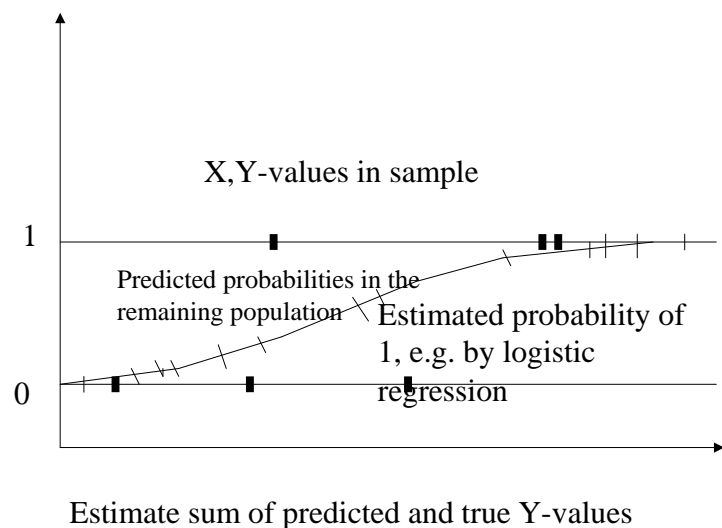 X,Y-values in sample
1
Predicted probabilities in the
remaining population
Estimated probability of
1, e.g. by logistic
regression
0
Estimate sum of predicted and true Y-values